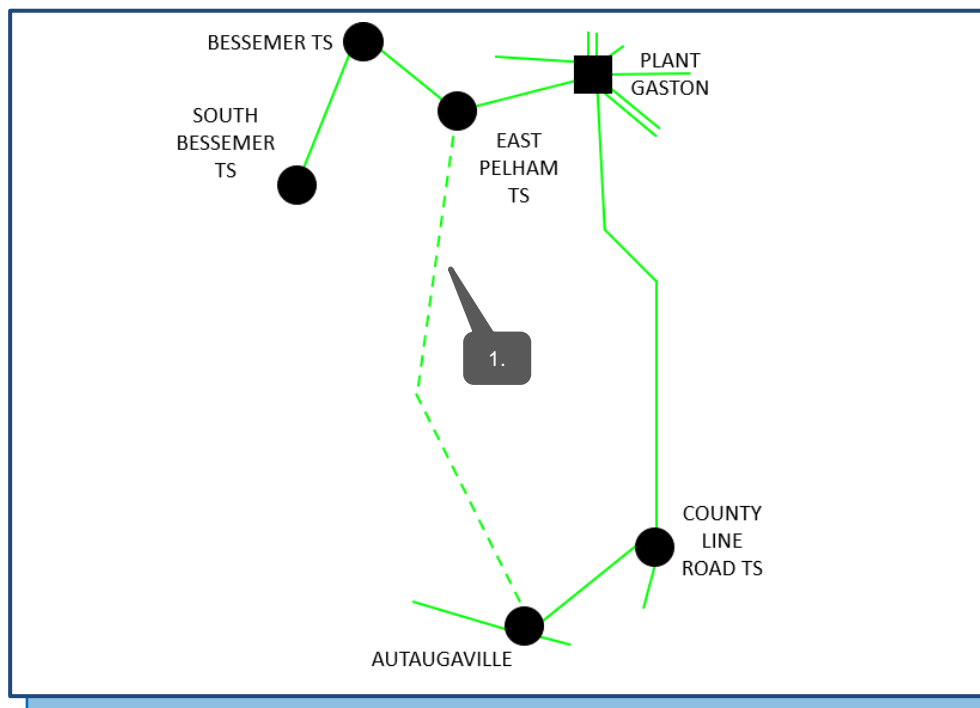 BESSEMER TS
PLANT
GASTON
SOUTH
BESSEMER
TS
EAST
PELHAM
TS
1.
COUNTY
LINE
ROAD TS
AUTAUGAVILLE